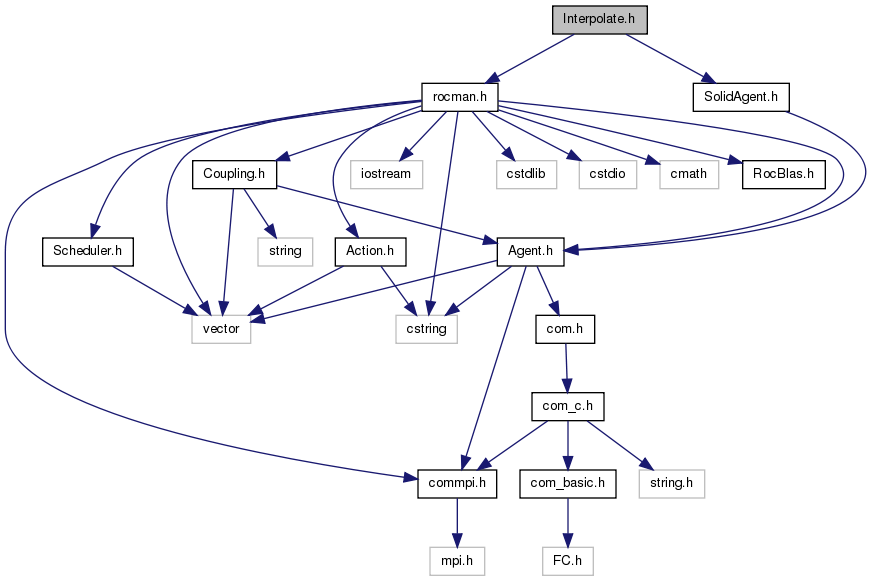 Interpolate.h
rocman.h
SolidAgent.h
Coupling.h
iostream
cstdlib
cstdio
cmath
RocBlas.h
Scheduler.h
string
Action.h
Agent.h
vector
cstring
com.h
com_c.h
commpi.h
com_basic.h
string.h
mpi.h
FC.h